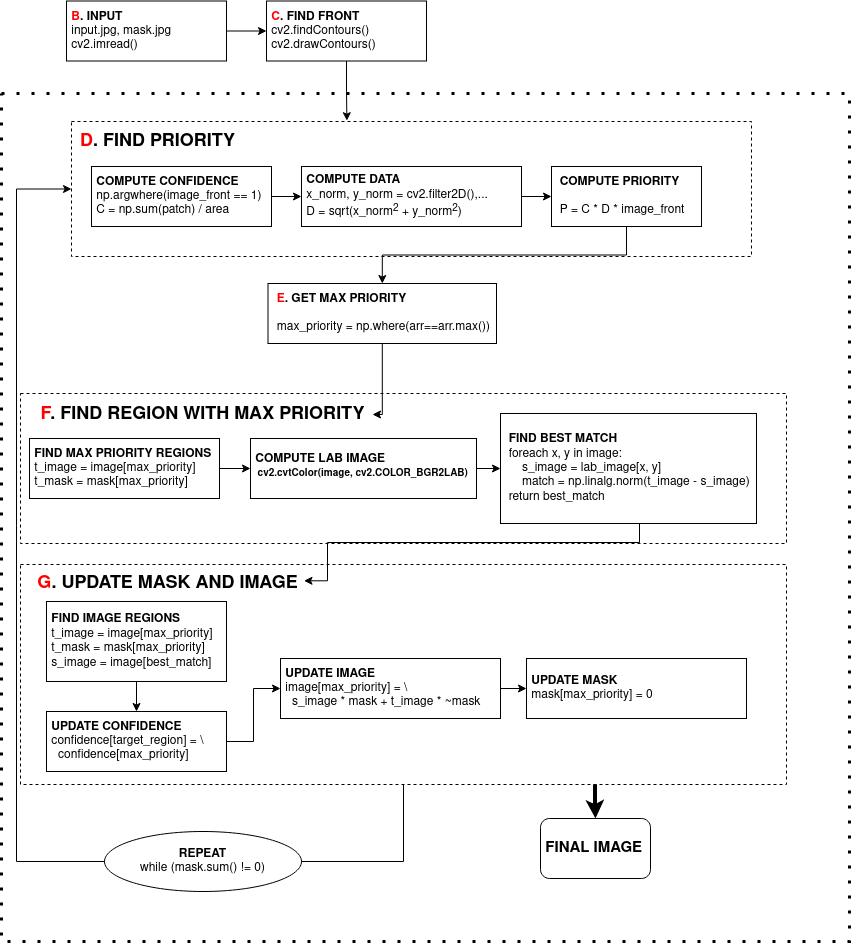 B. INPUT
input.jpg, mask.jpg
cv2.imread()
C. FIND FRONT
cv2.findContours()
cv2.drawContours()
D. FIND PRIORITY
COMPUTE CONFIDENCE
np.argwhere(image_front == 1)
C = np.sum(patch) / area
COMPUTE DATA
x_norm, y_norm = cv2.filter2D(),...
D = sqrt(x_norm² + y_norm²)
COMPUTE PRIORITY
P = C * D * image_front
E. GET MAX PRIORITY
max_priority = np.where(arr==arr.max())
F. FIND REGION WITH MAX PRIORITY
FIND MAX PRIORITY REGIONS
t_image = image[max_priority]
t_mask = mask[max_priority]
COMPUTE LAB IMAGE
cv2.cvtColor(image, cv2.COLOR_BGR2LAB)
FIND BEST MATCH
foreach x, y in image:
s_image = lab_image[x, y]
match = np.linalg.norm(t_image - s_image)
return best_match
G. UPDATE MASK AND IMAGE
FIND IMAGE REGIONS
t_image = image[max_priority]
t_mask = mask[max_priority]
s_image = image[best_match]
UPDATE CONFIDENCE
confidence[target_region] = \
confidence[max_priority]
UPDATE IMAGE
image[max_priority] = \
s_image * mask + t_image * ~mask
UPDATE MASK
mask[max_priority] = 0
REPEAT
while (mask.sum() != 0)
FINAL IMAGE